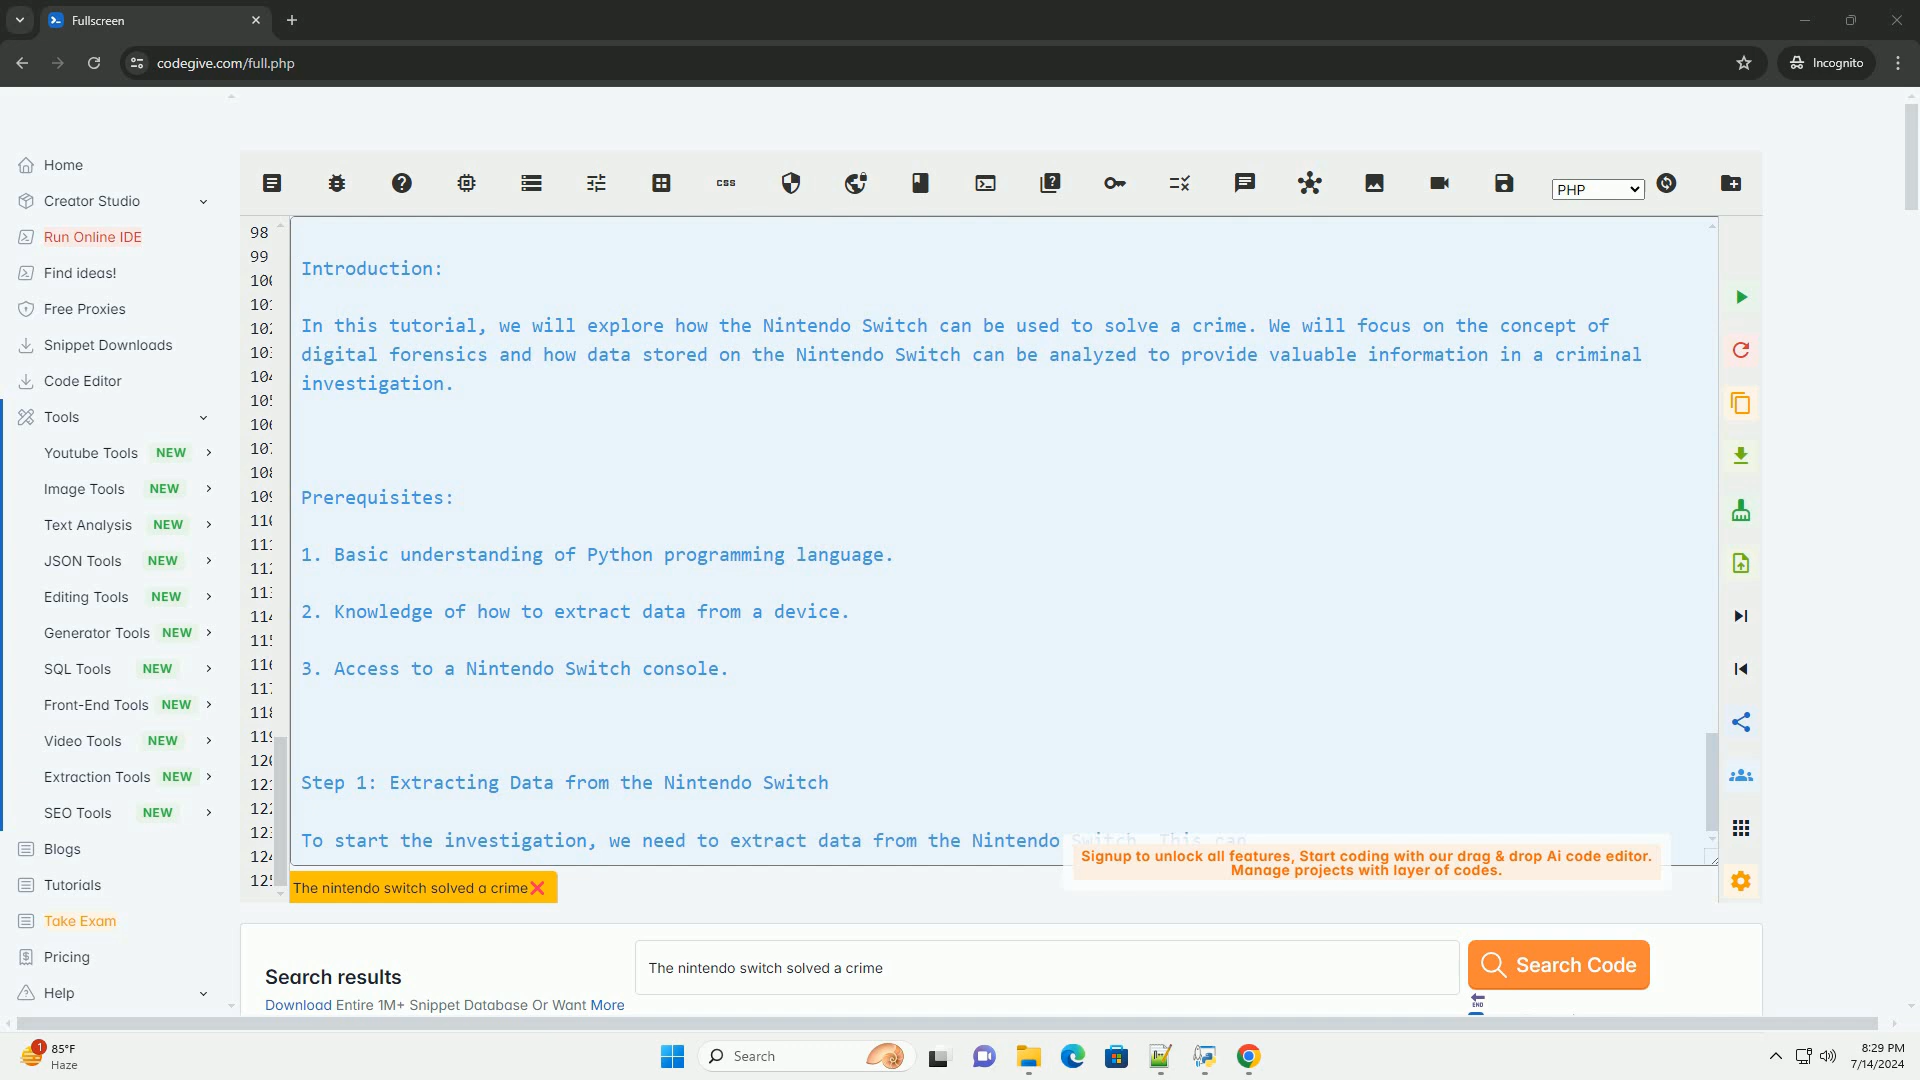 Fullscreen
codegive.com/full.php
Incognito
Home
Creator Studio
Run Online IDE
Find ideas!
Free Proxies
Snippet Downloads
Code Editor
Tools
Youtube Tools NEW
Image Tools NEW
Text Analysis NEW
JSON Tools NEW
Editing Tools NEW
Generator Tools NEW
SQL Tools NEW
Front-End Tools NEW
Video Tools NEW
Extraction Tools NEW
SEO Tools NEW
Blogs
Tutorials
Take Exam
Pricing
Help
css
PHP
98
99
Introduction:
In this tutorial, we will explore how the Nintendo Switch can be used to solve a crime. We will focus on the concept of
digital forensics and how data stored on the Nintendo Switch can be analyzed to provide valuable information in a criminal
investigation.
Prerequisites:
1. Basic understanding of Python programming language.
2. Knowledge of how to extract data from a device.
3. Access to a Nintendo Switch console.
Step 1: Extracting Data from the Nintendo Switch
To start the investigation, we need to extract data from the Nintendo Switch. This can
Signup to unlock all features, Start coding with our drag & drop Ai code editor.
Manage projects with layer of codes.
The nintendo switch solved a crime
Search results
Download Entire 1M+ Snippet Database Or Want More
The nintendo switch solved a crime
Search Code
END
1
85°F
Haze
Search
8:29 PM
7/14/2024